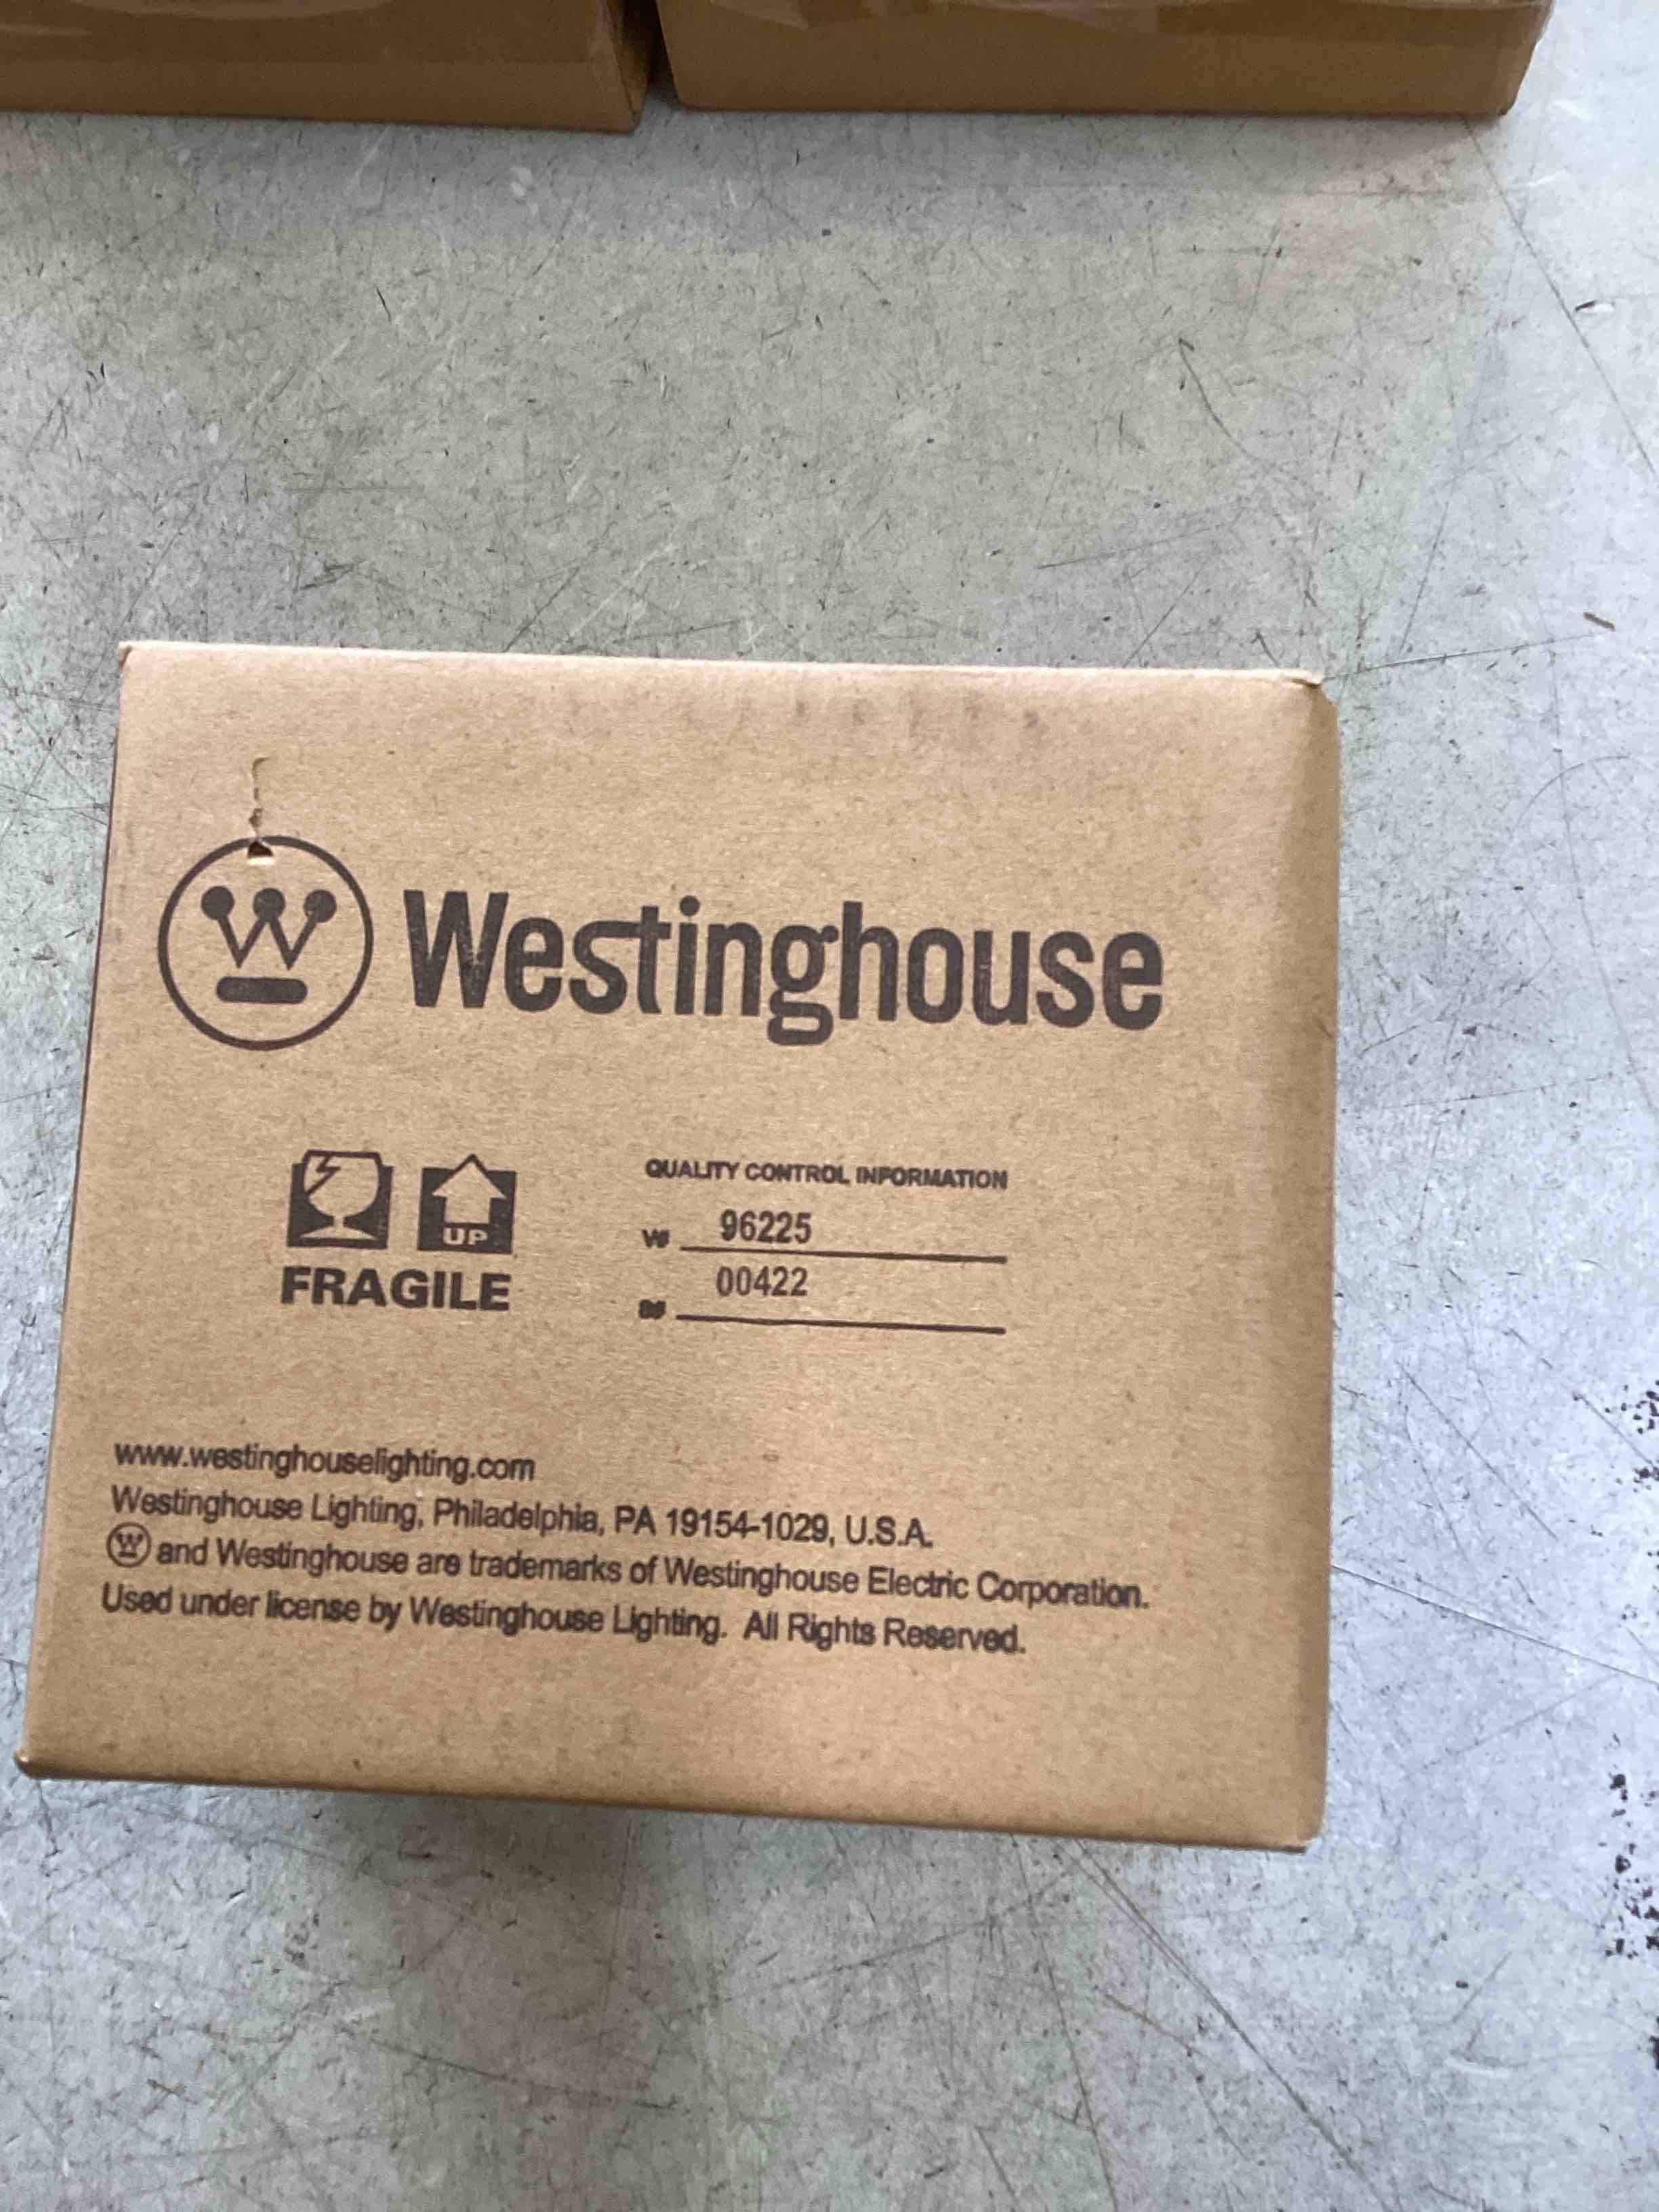 Westinghouse
UP
FRAGILE
QUALITY CONTROL INFORMATION
96225
00422
www.westinghouselighting.com
Westinghouse Lighting, Philadelphia, PA 19154-1029, U.S.A.
W and Westinghouse are trademarks of Westinghouse Electric Corporation.
Used under license by Westinghouse Lighting. All Rights Reserved.